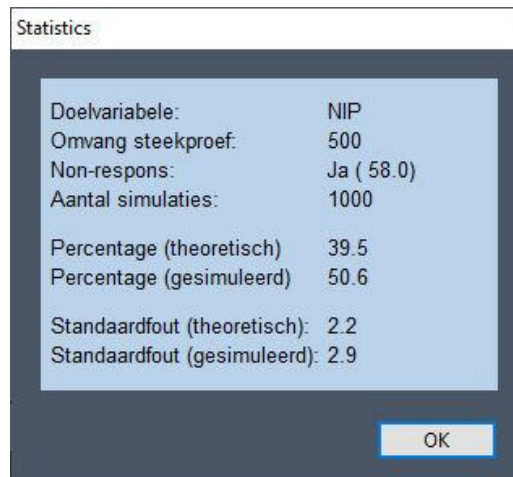 Statistics
Doelvariabele: NIP
Omvang steekproef: 500
Non-respons: Ja ( 58.0)
Aantal simulaties: 1000
Percentage (theoretisch) 39.5
Percentage (gesimuleerd) 50.6
Standaardfout (theoretisch): 2.2
Standaardfout (gesimuleerd): 2.9
OK